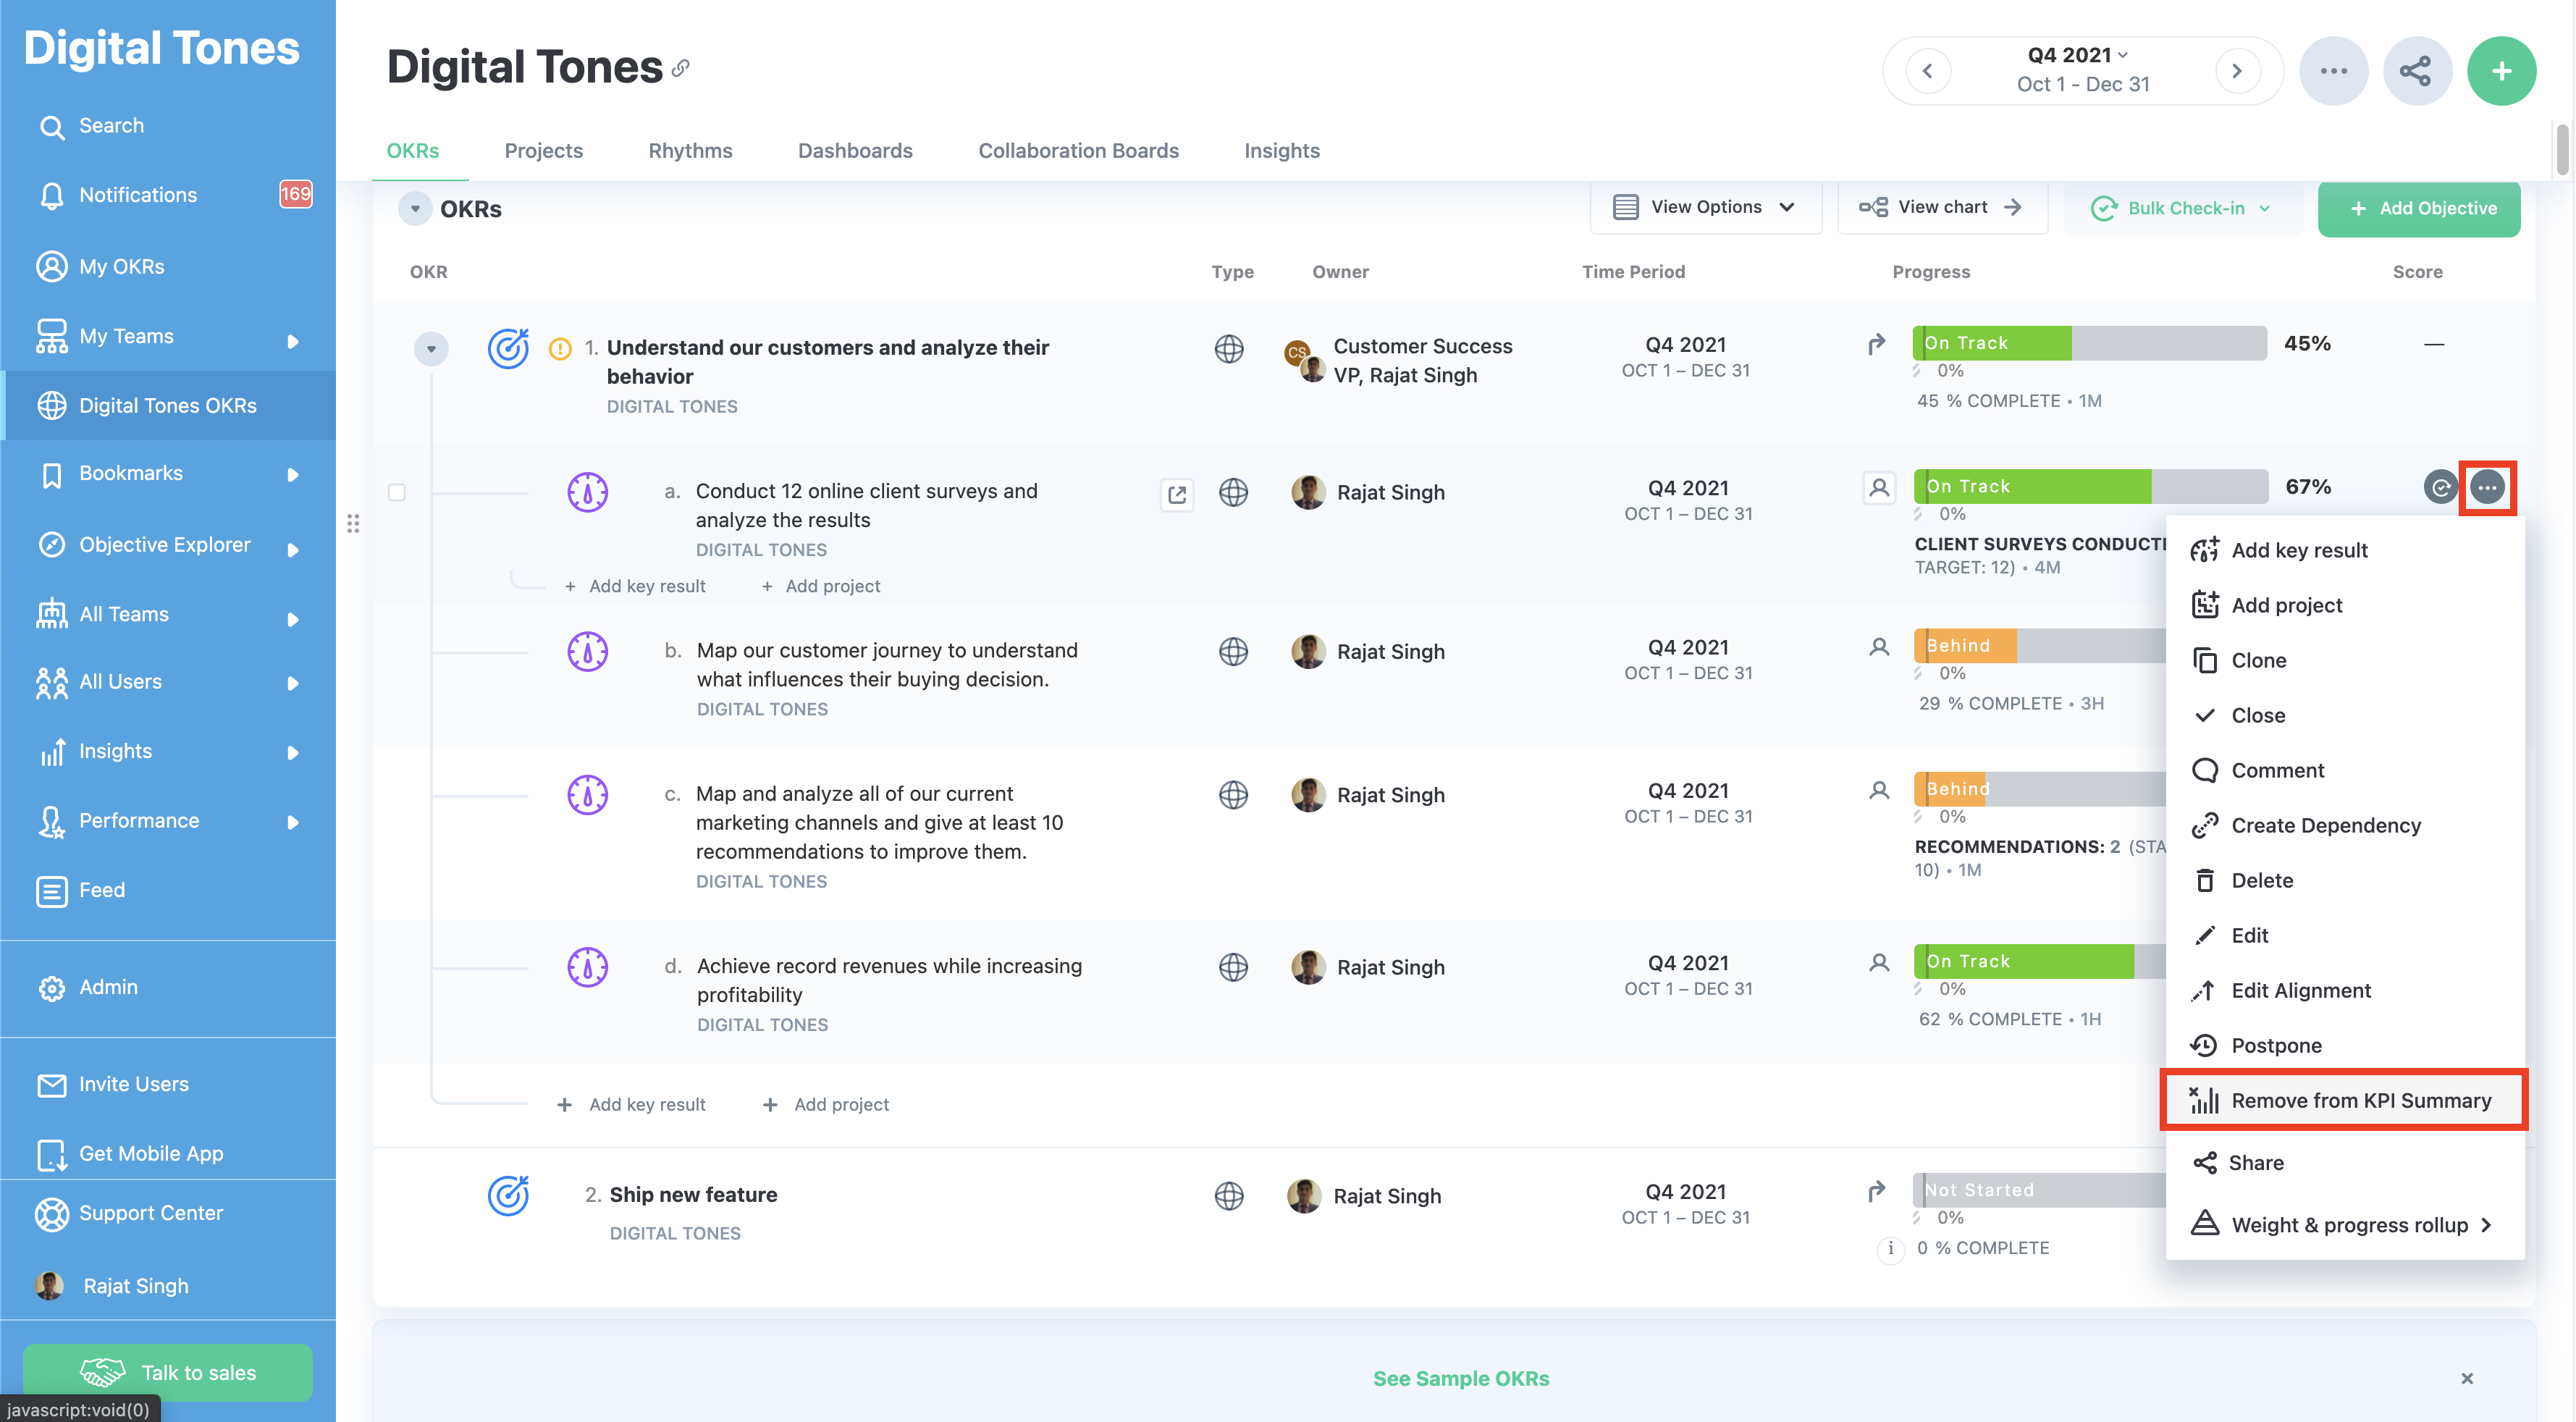 Digital Tones
Search
Notifications
169
My OKRs
My Teams
Digital Tones OKRs
Bookmarks
Objective Explorer
All Teams
All Users
Insights
Performance
Feed
Admin
Invite Users
Get Mobile App
Support Center
Rajat Singh
Talk to sales
javascript:void(0)
Digital Tones
Q4 2021
Oct 1 - Dec 31
OKRs
Projects
Rhythms
Dashboards
Collaboration Boards
Insights
OKRs
View Options
View chart
Bulk Check-in
+ Add Objective
OKR
Type
Owner
Time Period
Progress
Score
1. Understand our customers and analyze their
behavior
DIGITAL TONES
CS
Customer Success
VP, Rajat Singh
Q4 2021
OCT 1 – DEC 31
On Track
45%
—
0%
45 % COMPLETE • 1M
a. Conduct 12 online client surveys and
analyze the results
DIGITAL TONES
+ Add key result
+ Add project
Rajat Singh
Q4 2021
OCT 1 – DEC 31
On Track
67%
0%
CLIENT SURVEYS CONDUCTE
TARGET: 12) • 4M
b. Map our customer journey to understand
what influences their buying decision.
DIGITAL TONES
Rajat Singh
Q4 2021
OCT 1 – DEC 31
Behind
0%
29 % COMPLETE • 3H
c. Map and analyze all of our current
marketing channels and give at least 10
recommendations to improve them.
DIGITAL TONES
Rajat Singh
Q4 2021
OCT 1 – DEC 31
Behind
0%
RECOMMENDATIONS: 2 (STA
10) • 1M
d. Achieve record revenues while increasing
profitability
DIGITAL TONES
Rajat Singh
Q4 2021
OCT 1 – DEC 31
On Track
0%
62 % COMPLETE • 1H
+ Add key result
+ Add project
2. Ship new feature
DIGITAL TONES
Rajat Singh
Q4 2021
OCT 1 – DEC 31
Not Started
0%
i
0 % COMPLETE
Add key result
Add project
Clone
Close
Comment
Create Dependency
Delete
Edit
Edit Alignment
Postpone
Remove from KPI Summary
Share
Weight & progress rollup
See Sample OKRs